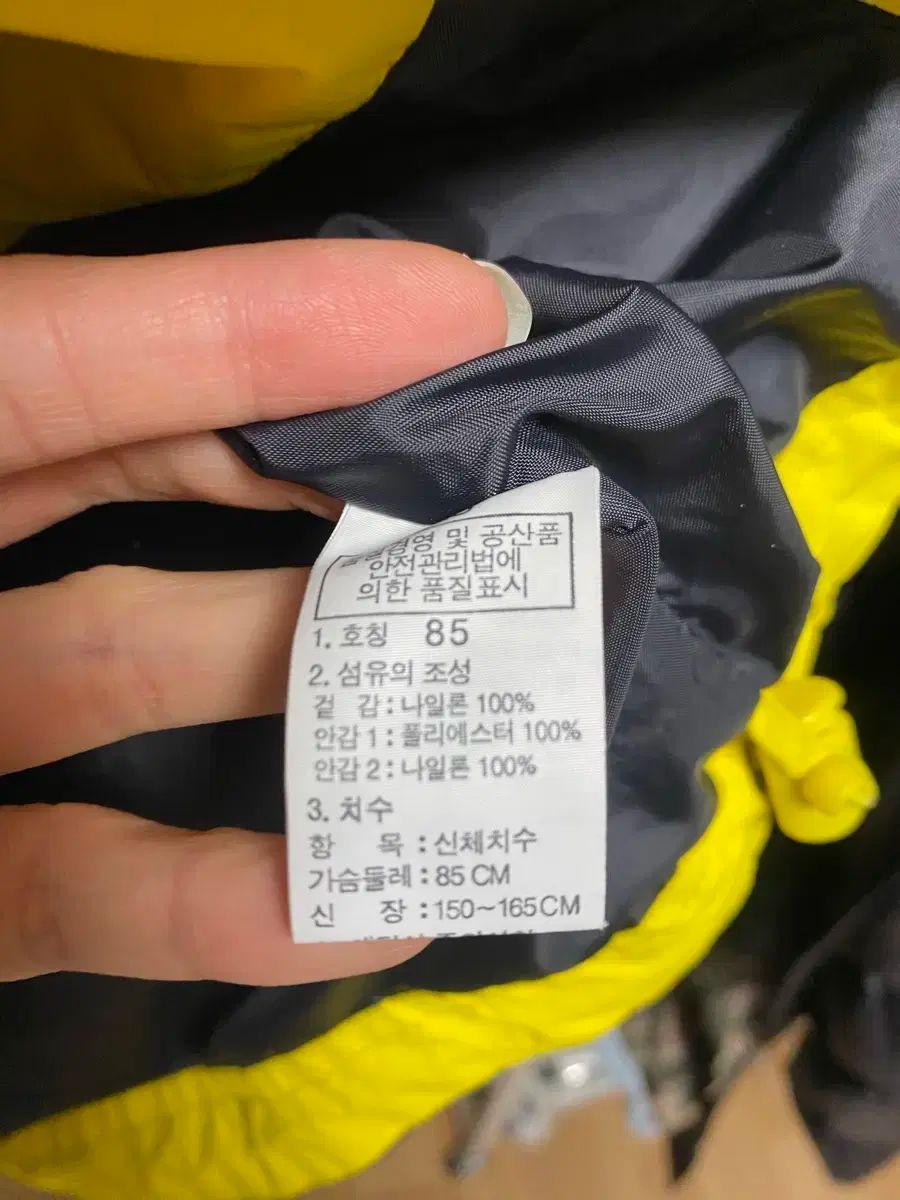 및 공산품
안전관리법에
의한 품질표시
1. 호칭 85
2. 섬유의 조성
겉 감 : 나일론 100%
안감 1 : 폴리에스터 100%
안감 2 : 나일론 100%
3. 치수
항 목 : 신체치수
가슴둘레 : 85 CM
신 장 : 150~165CM